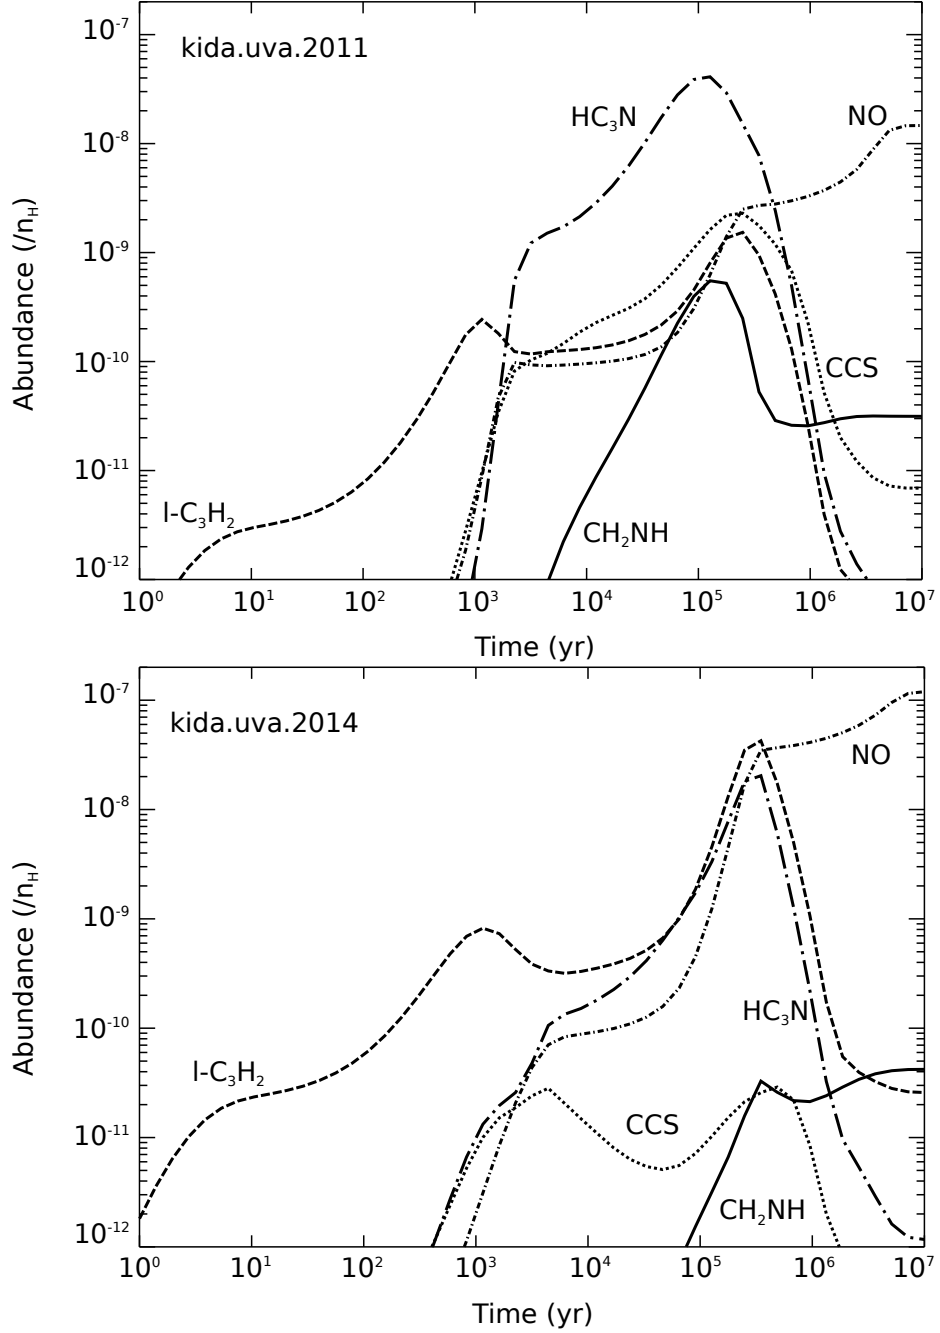 10⁻⁷
kida.uva.2011
HC₃N
NO
10⁻⁸
Abundance (/n_H)
10⁻⁹
10⁻¹⁰
CCS
10⁻¹¹
l-C₃H₂
CH₂NH
10⁻¹²
10⁰ 10¹ 10² 10³ 10⁴ 10⁵ 10⁶ 10⁷
Time (yr)
10⁻⁷
kida.uva.2014
NO
10⁻⁸
Abundance (/n_H)
10⁻⁹
HC₃N
10⁻¹⁰
l-C₃H₂
CCS
10⁻¹¹
CH₂NH
10⁻¹²
10⁰ 10¹ 10² 10³ 10⁴ 10⁵ 10⁶ 10⁷
Time (yr)